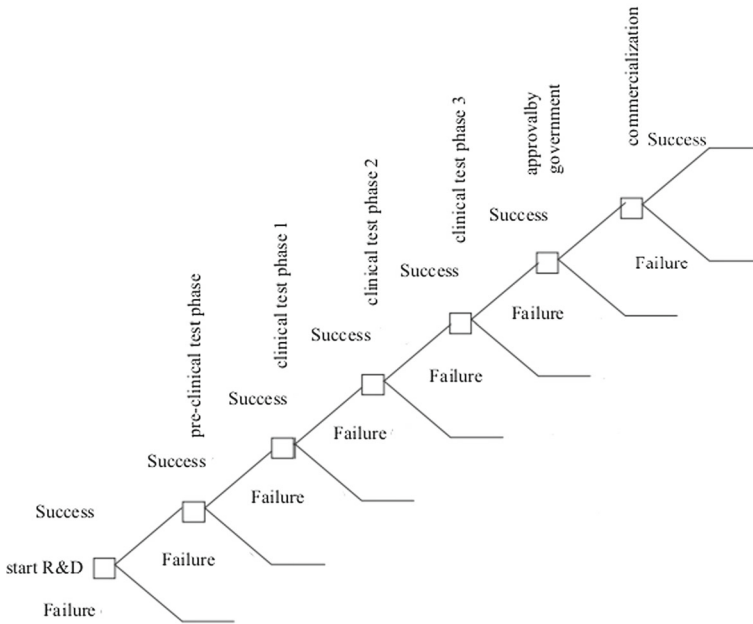 commercialization
Success
approvalby
government
clinical test phase 3
Success
Failure
clinical test phase 2
Success
Failure
clinical test phase 1
Success
Failure
pre-clinical test phase
Success
Failure
Success
Failure
Success
Failure
start R&D
Failure